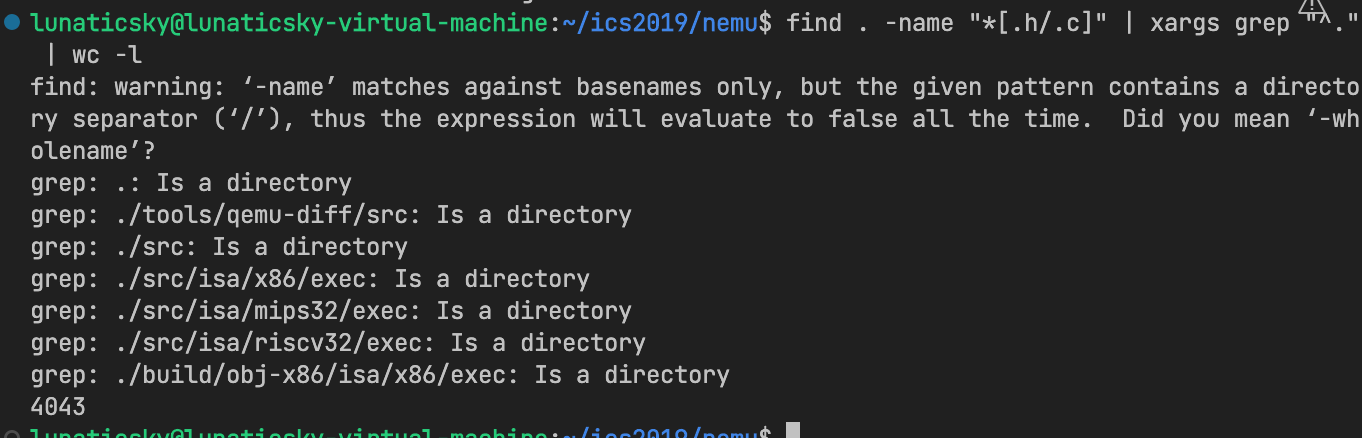 lunaticsky@lunaticsky-virtual-machine:~/ics2019/nemu$ find . -name "*[.h/.c]" | xargs grep "^."
 | wc -l
find: warning: ‘-name’ matches against basenames only, but the given pattern contains a directo
ry separator (‘/’), thus the expression will evaluate to false all the time.  Did you mean ‘-wh
olename’?
grep: .: Is a directory
grep: ./tools/qemu-diff/src: Is a directory
grep: ./src: Is a directory
grep: ./src/isa/x86/exec: Is a directory
grep: ./src/isa/mips32/exec: Is a directory
grep: ./src/isa/riscv32/exec: Is a directory
grep: ./build/obj-x86/isa/x86/exec: Is a directory
4043
lunaticsky@lunaticsky-virtual-machine:~/ics2019/nemu$